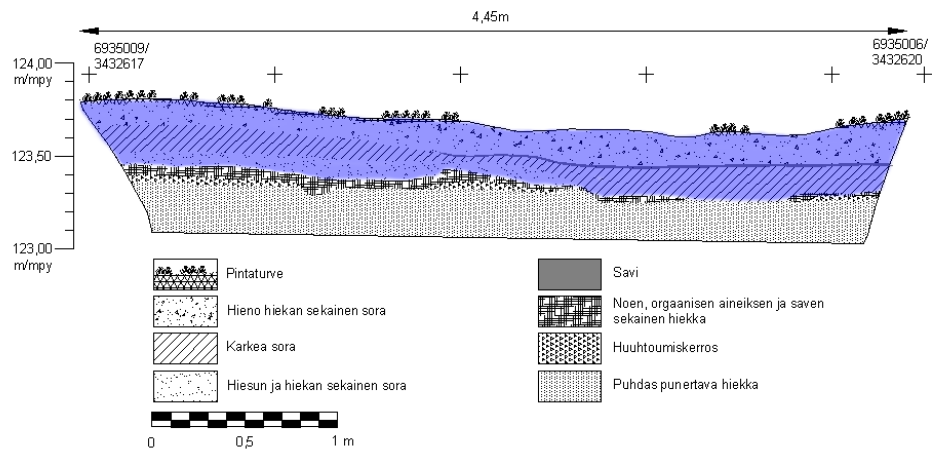 4,45m
6935009/
3432617
6935006/
3432620
124,00
m/mpy
123,50
123,00
m/mpy
Pintaturve
Hieno hiekan sekainen sora
Karkea sora
Hiesun ja hiekan sekainen sora
Savi
Noen, orgaanisen aineiksen ja saven
sekainen hiekka
Huuhtoumiskerros
Puhdas punertava hiekka
0 0,5 1 m